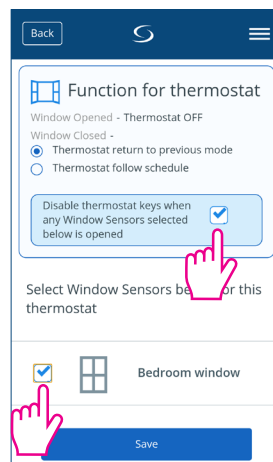 Back
Function for thermostat
Window Opened - Thermostat OFF
Window Closed -
Thermostat return to previous mode
Thermostat follow schedule
Disable thermostat keys when
any Window Sensors selected
below is opened
Select Window Sensors be or this
thermostat
Bedroom window
Save